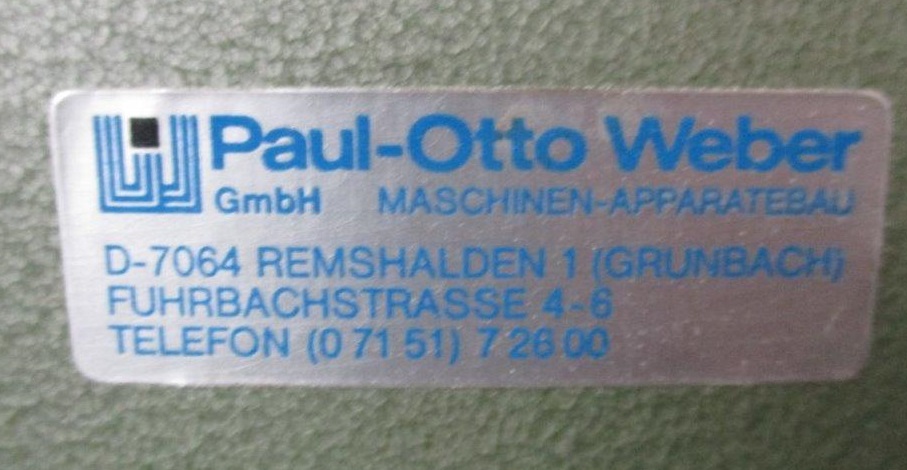 Paul-Otto Weber
GmbH MASCHINEN-APPARATEBAU
D-7064 REMSHALDEN 1 (GRUNBACH)
FUHRBACHSTRASSE 4-6
TELEFON (0 71 51) 7 26 00